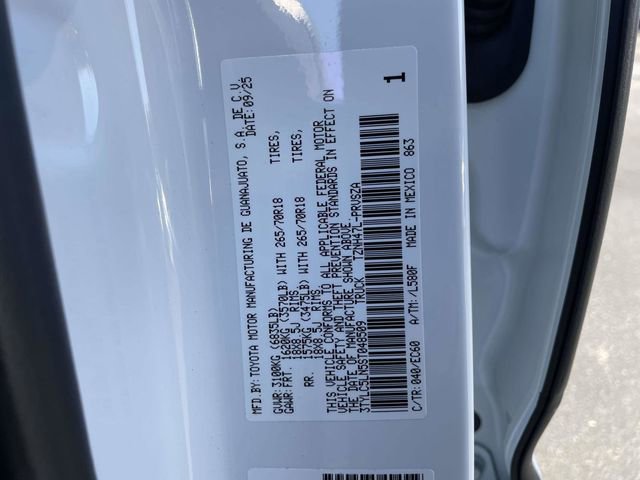 MFD.BY:TOYOTA MOTOR MANUFACTURING DE GUANAJUATO, S.A. DE C.V.
DATE: 09/25
GVWR: 3100KG (6835LB)
GAWR: FRT. 1620KG (3570LB) WITH 265/70R18 TIRES,
18X8.5J RIMS
RR. 1575KG (3475LB) WITH 265/70R18 TIRES,
18X8.5J RIMS
THIS VEHICLE CONFORMS TO ALL APPLICABLE FEDERAL MOTOR
VEHICLE SAFETY AND THEFT PREVENTION STANDARDS IN EFFECT ON
THE DATE OF MANUFACTURE SHOWN ABOVE.
3TYLC5LN5ST048509 TRUCK TZNH47L-PRVSZA
C/TR: 040/EC60 A/TM: /L580F MADE IN MEXICO 863
1